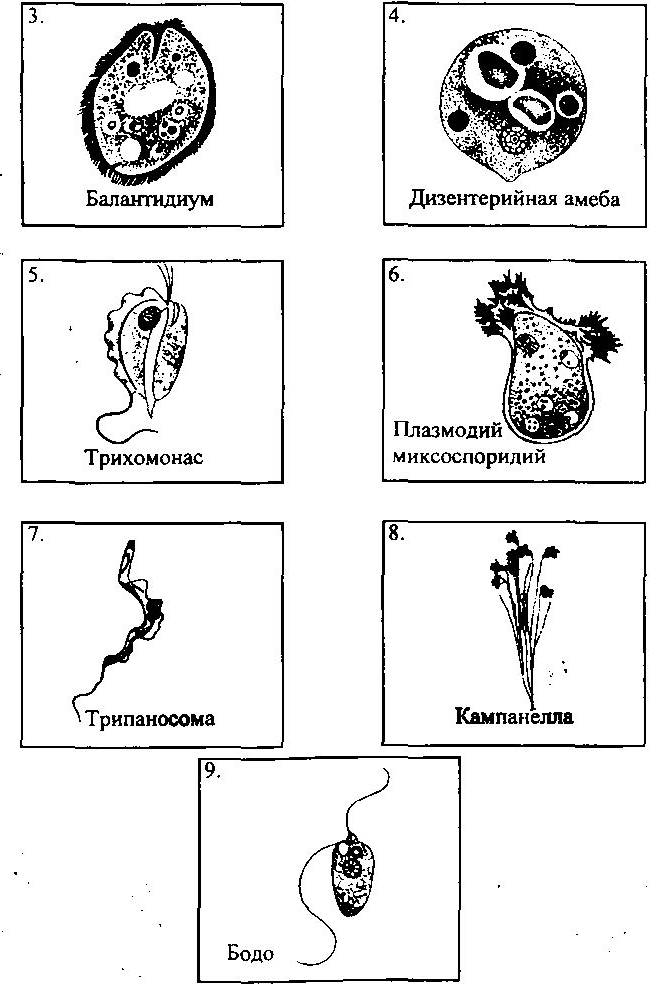 3.
Балантидиум
4.
Дизентерийная амеба
5.
Трихомонас
6.
Плазмодий
миксоспоридий
7.
Трипаносома
8.
Кампанелла
9.
Бодо